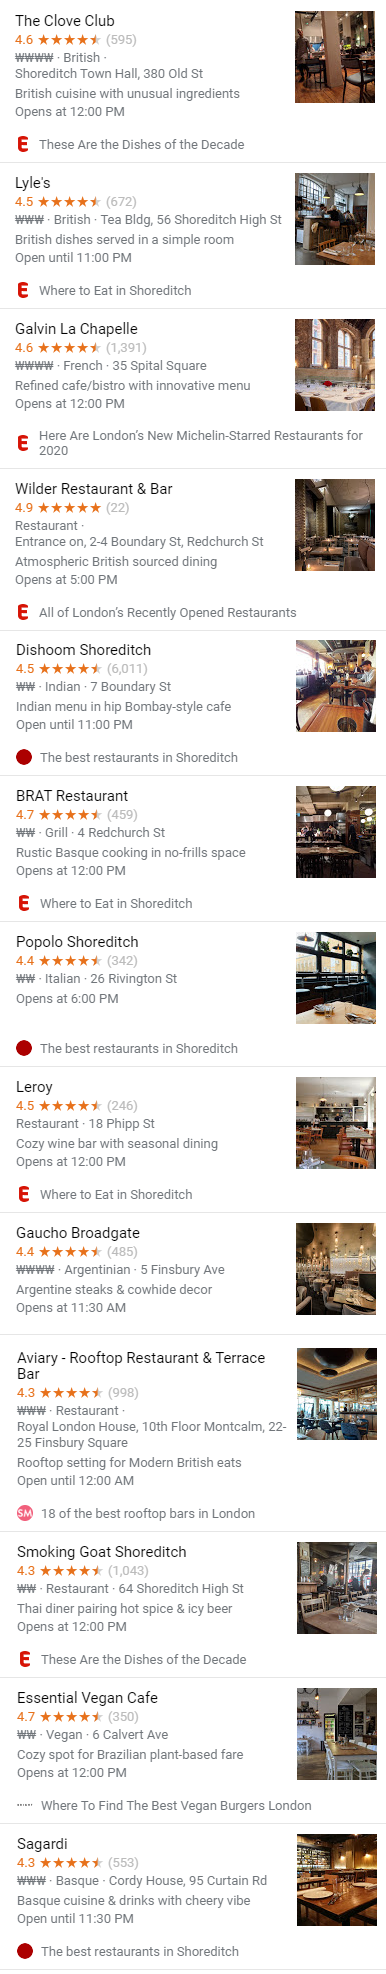 The Clove Club
4.6 ★★★★★ (595)
₩₩₩₩ · British ·
Shoreditch Town Hall, 380 Old St
British cuisine with unusual ingredients
Opens at 12:00 PM
E These Are the Dishes of the Decade
Lyle's
4.5 ★★★★★ (672)
₩₩₩ · British · Tea Bldg, 56 Shoreditch High St
British dishes served in a simple room
Open until 11:00 PM
E Where to Eat in Shoreditch
Galvin La Chapelle
4.6 ★★★★★ (1,391)
₩₩₩₩ · French · 35 Spital Square
Refined cafe/bistro with innovative menu
Opens at 12:00 PM
E Here Are London's New Michelin-Starred Restaurants for
2020
Wilder Restaurant & Bar
4.9 ★★★★★ (22)
Restaurant ·
Entrance on, 2-4 Boundary St, Redchurch St
Atmospheric British sourced dining
Opens at 5:00 PM
E All of London's Recently Opened Restaurants
Dishoom Shoreditch
4.5 ★★★★★ (6,011)
₩₩ · Indian · 7 Boundary St
Indian menu in hip Bombay-style cafe
Open until 11:00 PM
The best restaurants in Shoreditch
BRAT Restaurant
4.7 ★★★★★ (459)
₩₩ · Grill · 4 Redchurch St
Rustic Basque cooking in no-frills space
Opens at 12:00 PM
E Where to Eat in Shoreditch
Popolo Shoreditch
4.4 ★★★★★ (342)
₩₩ · Italian · 26 Rivington St
Opens at 6:00 PM
The best restaurants in Shoreditch
Leroy
4.5 ★★★★★ (246)
Restaurant · 18 Phipp St
Cozy wine bar with seasonal dining
Opens at 12:00 PM
E Where to Eat in Shoreditch
Gaucho Broadgate
4.4 ★★★★★ (485)
₩₩₩₩ · Argentinian · 5 Finsbury Ave
Argentine steaks & cowhide decor
Opens at 11:30 AM
Aviary - Rooftop Restaurant & Terrace
Bar
4.3 ★★★★★ (998)
₩₩₩ · Restaurant ·
Royal London House, 10th Floor Montcalm, 22-
25 Finsbury Square
Rooftop setting for Modern British eats
Open until 12:00 AM
SM 18 of the best rooftop bars in London
Smoking Goat Shoreditch
4.3 ★★★★★ (1,043)
₩₩ · Restaurant · 64 Shoreditch High St
Thai diner pairing hot spice & icy beer
Opens at 12:00 PM
E These Are the Dishes of the Decade
Essential Vegan Cafe
4.7 ★★★★★ (350)
₩₩ · Vegan · 6 Calvert Ave
Cozy spot for Brazilian plant-based fare
Opens at 12:00 PM
Where To Find The Best Vegan Burgers London
Sagardi
4.3 ★★★★★ (553)
₩₩₩ · Basque · Cordy House, 95 Curtain Rd
Basque cuisine & drinks with cheery vibe
Open until 11:30 PM
The best restaurants in Shoreditch